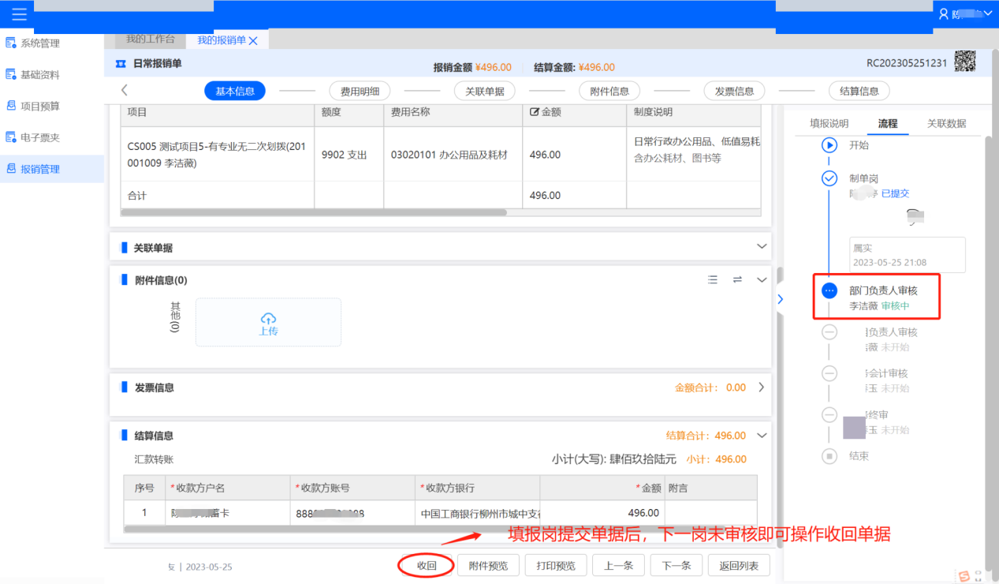 陈
我的工作台
我的报销单
系统管理
基础资料
项目预算
电子票夹
报销管理
日常报销单
报销金额 ¥496.00
结算金额: ¥496.00
RC202305251231
基本信息
费用明细
关联单据
附件信息
发票信息
结算信息
项目
额度
费用名称
金额
制度说明
CS005 测试项目5-有专业无二次划拨(201
001009 李洁薇)
9902 支出
03020101 办公用品及耗材
496.00
日常行政办公用品、低值易耗
含办公耗材、图书等
合计
496.00
关联单据
附件信息(0)
其他(0)
上传
发票信息
金额合计: 0.00
结算信息
结算合计: 496.00
汇款转账
小计(大写): 肆佰玖拾陆元
小计: 496.00
序号
*收款方户名
*收款方账号
*收款方银行
*金额
附言
1
蓄卡
888
中国工商银行柳州市城中支行
496.00
填报岗提交单据后，下一岗未审核即可操作收回单据
2023-05-25
收回
附件预览
打印预览
上一条
下一条
返回列表
填报说明
流程
关联数据
开始
制单岗
已提交
属实
2023-05-25 21:08
部门负责人审核
李洁薇 审核中
负责人审核
薇 未开始
会计审核
玉 未开始
终审
玉 未开始
结束